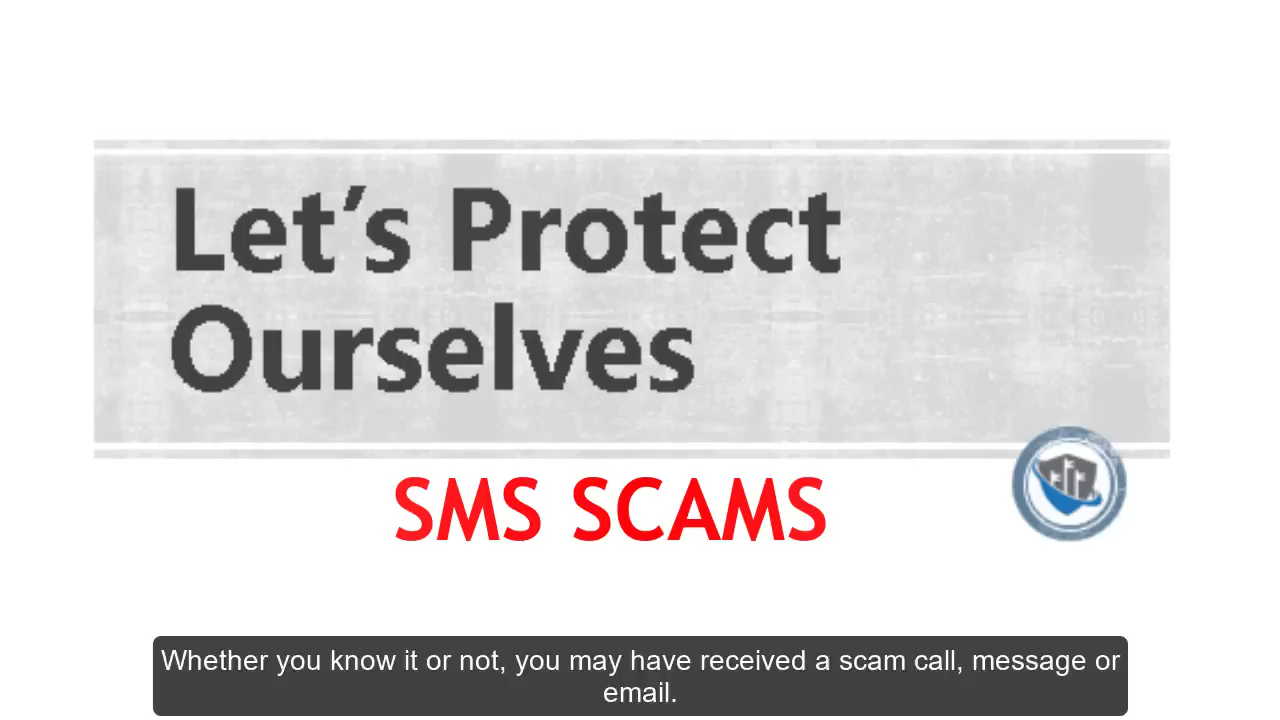 Let’s Protect
Ourselves
SMS SCAMS
Whether you know it or not, you may have received a scam call, message or
email.